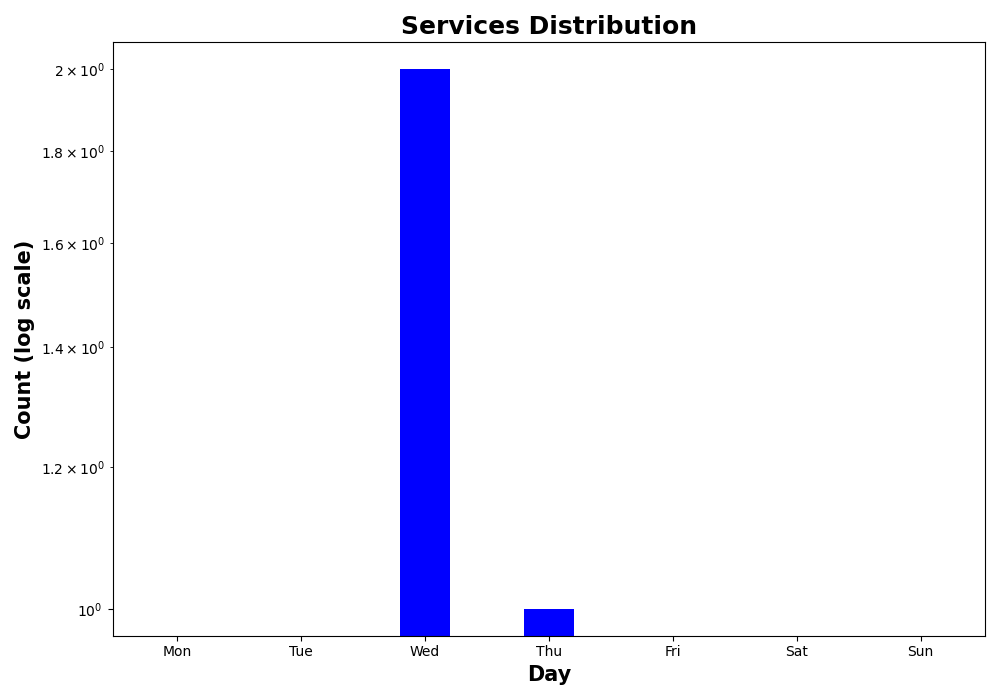 Services Distribution
Count (log scale)
2 × 10⁰
1.8 × 10⁰
1.6 × 10⁰
1.4 × 10⁰
1.2 × 10⁰
10⁰
Mon Tue Wed Thu Fri Sat Sun
Day